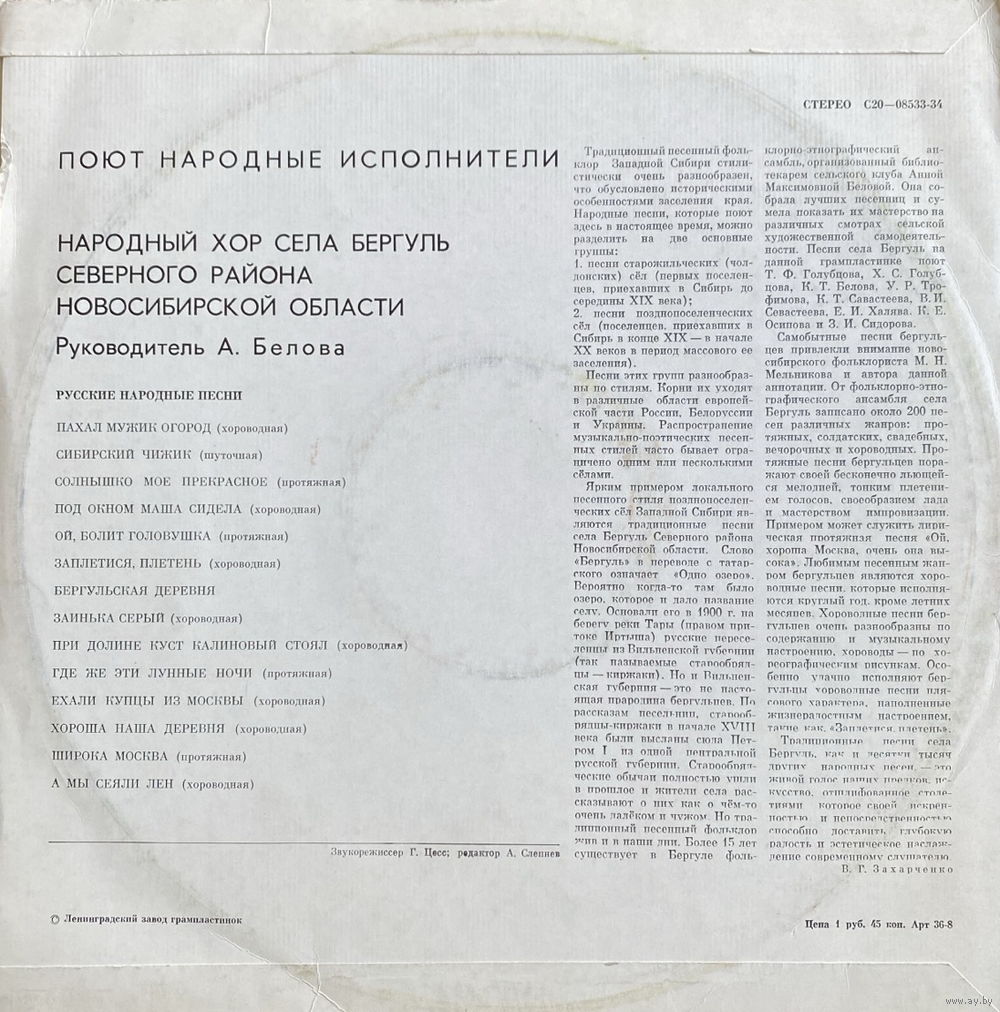 СТЕРЕО С20—08533-34
ПОЮТ НАРОДНЫЕ ИСПОЛНИТЕЛИ
НАРОДНЫЙ ХОР СЕЛА БЕРГУЛЬ
СЕВЕРНОГО РАЙОНА
НОВОСИБИРСКОЙ ОБЛАСТИ
Руководитель А. Белова
РУССКИЕ НАРОДНЫЕ ПЕСНИ
ПАХАЛ МУЖИК ОГОРОД (хороводная)
СИБИРСКИЙ ЧИЖИК (шуточная)
СОЛНЫШКО МОЕ ПРЕКРАСНОЕ (протяжная)
ПОД ОКНОМ МАША СИДЕЛА (хороводная)
ОЙ, БОЛИТ ГОЛОВУШКА (протяжная)
ЗАПЛЕТИСЯ, ПЛЕТЕНЬ (хороводная)
БЕРГУЛЬСКАЯ ДЕРЕВНЯ
ЗАИНЬКА СЕРЫЙ (хороводная)
ПРИ ДОЛИНЕ КУСТ КАЛИНОВЫЙ СТОЯЛ (хороводная)
ГДЕ ЖЕ ЭТИ ЛУННЫЕ НОЧИ (протяжная)
ЕХАЛИ КУПЦЫ ИЗ МОСКВЫ (хороводная)
ХОРОША НАША ДЕРЕВНЯ (хороводная)
ШИРОКА МОСКВА (протяжная)
А МЫ СЕЯЛИ ЛЕН (хороводная)
Звукорежиссер Г. Цесс; редактор А. Слепнев
Традиционный песенный фоль-
клор Западной Сибири стили-
стически очень разнообразен,
что обусловлено историческими
особенностями заселения края.
Народные песни, которые поют
здесь в настоящее время, можно
разделить на две основные
группы:
1. песни старожильческих (чол-
донских) сёл (первых поселен-
цев, приехавших в Сибирь до
середины XIX века);
2. песни позднопоселенческих
сёл (поселенцев, приехавших в
Сибирь в конце XIX — в начале
XX веков в период массового ее
заселения).
Песни этих групп разнообраз-
ны по стилям. Корни их уходят
в различные области европей-
ской части России, Белоруссии
и Украины. Распространение
музыкально-поэтических песен-
ных стилей часто бывает огра-
ничено одним или несколькими
сёлами.
Ярким примером локального
песенного стиля позднопоселен-
ческих сёл Западной Сибири яв-
ляются традиционные песни
села Бергуль Северного района
Новосибирской области. Слово
«Бергуль» в переводе с татар-
ского означает «Одно озеро».
Вероятно когда-то там было
озеро, которое и дало название
селу. Основали его в 1900 г. на
берегу реки Тары (правом при-
токе Иртыша) русские пересе-
ленцы из Вильненской губернии
(так называемые старообряд-
цы — киржаки). Но и Вильнен-
ская губерния — это не насто-
ящая прародина бергульцев. По
рассказам песельниц, старооб-
рядцы-киржаки в начале XVIII
века были высланы сюда Пет-
ром I из одной центральной
русской губернии. Старообряд-
ческие обычаи полностью ушли
в прошлое и жители села рас-
сказывают о них как о чём-то
очень далёком и чужом. Но тра-
диционный песенный фольклор
жив и в наши дни. Более 15 лет
существует в Бергуле фоль-
клорно-этнографический ан-
самбль, организованный библио-
текарем сельского клуба Анной
Максимовной Беловой. Она со-
брала лучших песенниц и су-
мела показать их мастерство на
различных смотрах сельской
художественной самодеятель-
ности. Песни села Бергуль на
данной грампластинке поют
Т. Ф. Голубцова, Х. С. Голуб-
цова, К. Т. Белова, У. Р. Тро-
фимова, К. Т. Савастеева, В. И.
Севастеева, Е. И. Халява, К. Е.
Осипова и З. И. Сидорова.
Самобытные песни бергуль-
цев привлекли внимание ново-
сибирского фольклориста М. Н.
Мельникова и автора данной
аннотации. От фольклорно-этно-
графического ансамбля села
Бергуль записано около 200 пе-
сен различных жанров: про-
тяжных, солдатских, свадебных,
вечорочных и хороводных. Про-
тяжные песни бергульцев пора-
жают своей бесконечно льющей-
ся мелодией, тонким плетени-
ем голосов, своеобразием лада
и мастерством импровизации.
Примером может служить лири-
ческая протяжная песня «Ой,
хороша Москва, очень она вы-
сока». Любимым песенным жан-
ром бергульцев являются хоро-
водные песни, которые исполня-
ются круглый год, кроме летних
месяцев. Хороводные песни бер-
гульцев очень разнообразны по
содержанию и музыкальному
настроению, хороводы — по хо-
реографическим рисункам. Осо-
бенно удачно исполняют бер-
гульцы хороводные песни пля-
сового характера, наполненные
жизнерадостным настроением,
такие как, «Заплетися, плетень».
Традиционные песни села
Бергуль, как и десятки тысяч
других народных песен, — это
живой голос наших предков, ис-
кусство, отшлифованное столе-
тиями которое своей искрен-
ностью и непосредственностью
способно доставить глубокую
радость и эстетическое наслаж-
дение современному слушателю.
В. Г. Захарченко
© Ленинградский завод грампластинок
Цена 1 руб. 45 коп. Арт 36-8
www.ay.by